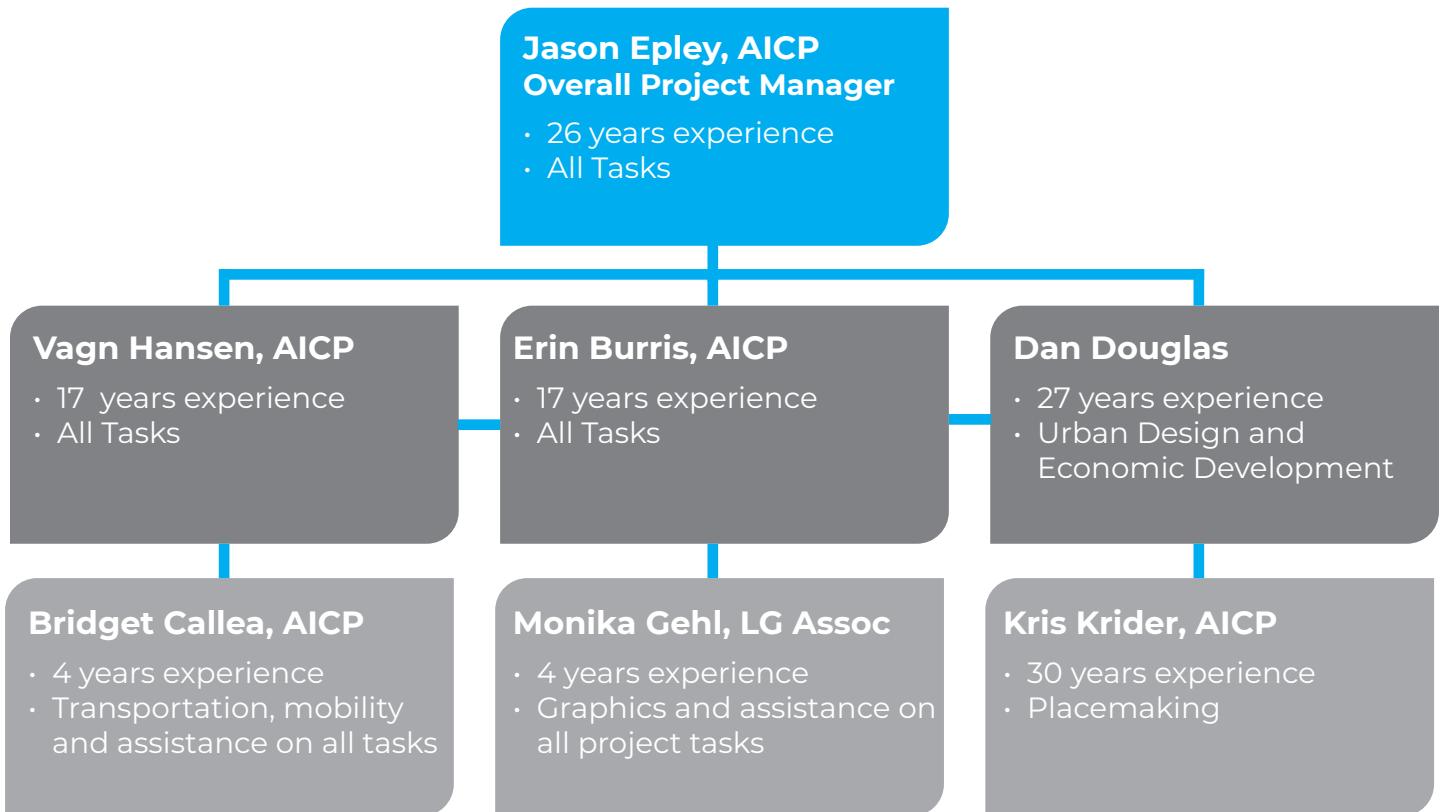 Jason Epley, AICP
Overall Project Manager
• 26 years experience
• All Tasks
Vagn Hansen, AICP
• 17 years experience
• All Tasks
Erin Burris, AICP
• 17 years experience
• All Tasks
Dan Douglas
• 27 years experience
• Urban Design and
Economic Development
Bridget Callea, AICP
• 4 years experience
• Transportation, mobility
and assistance on all tasks
Monika Gehl, LG Assoc
• 4 years experience
• Graphics and assistance on
all project tasks
Kris Krider, AICP
• 30 years experience
• Placemaking